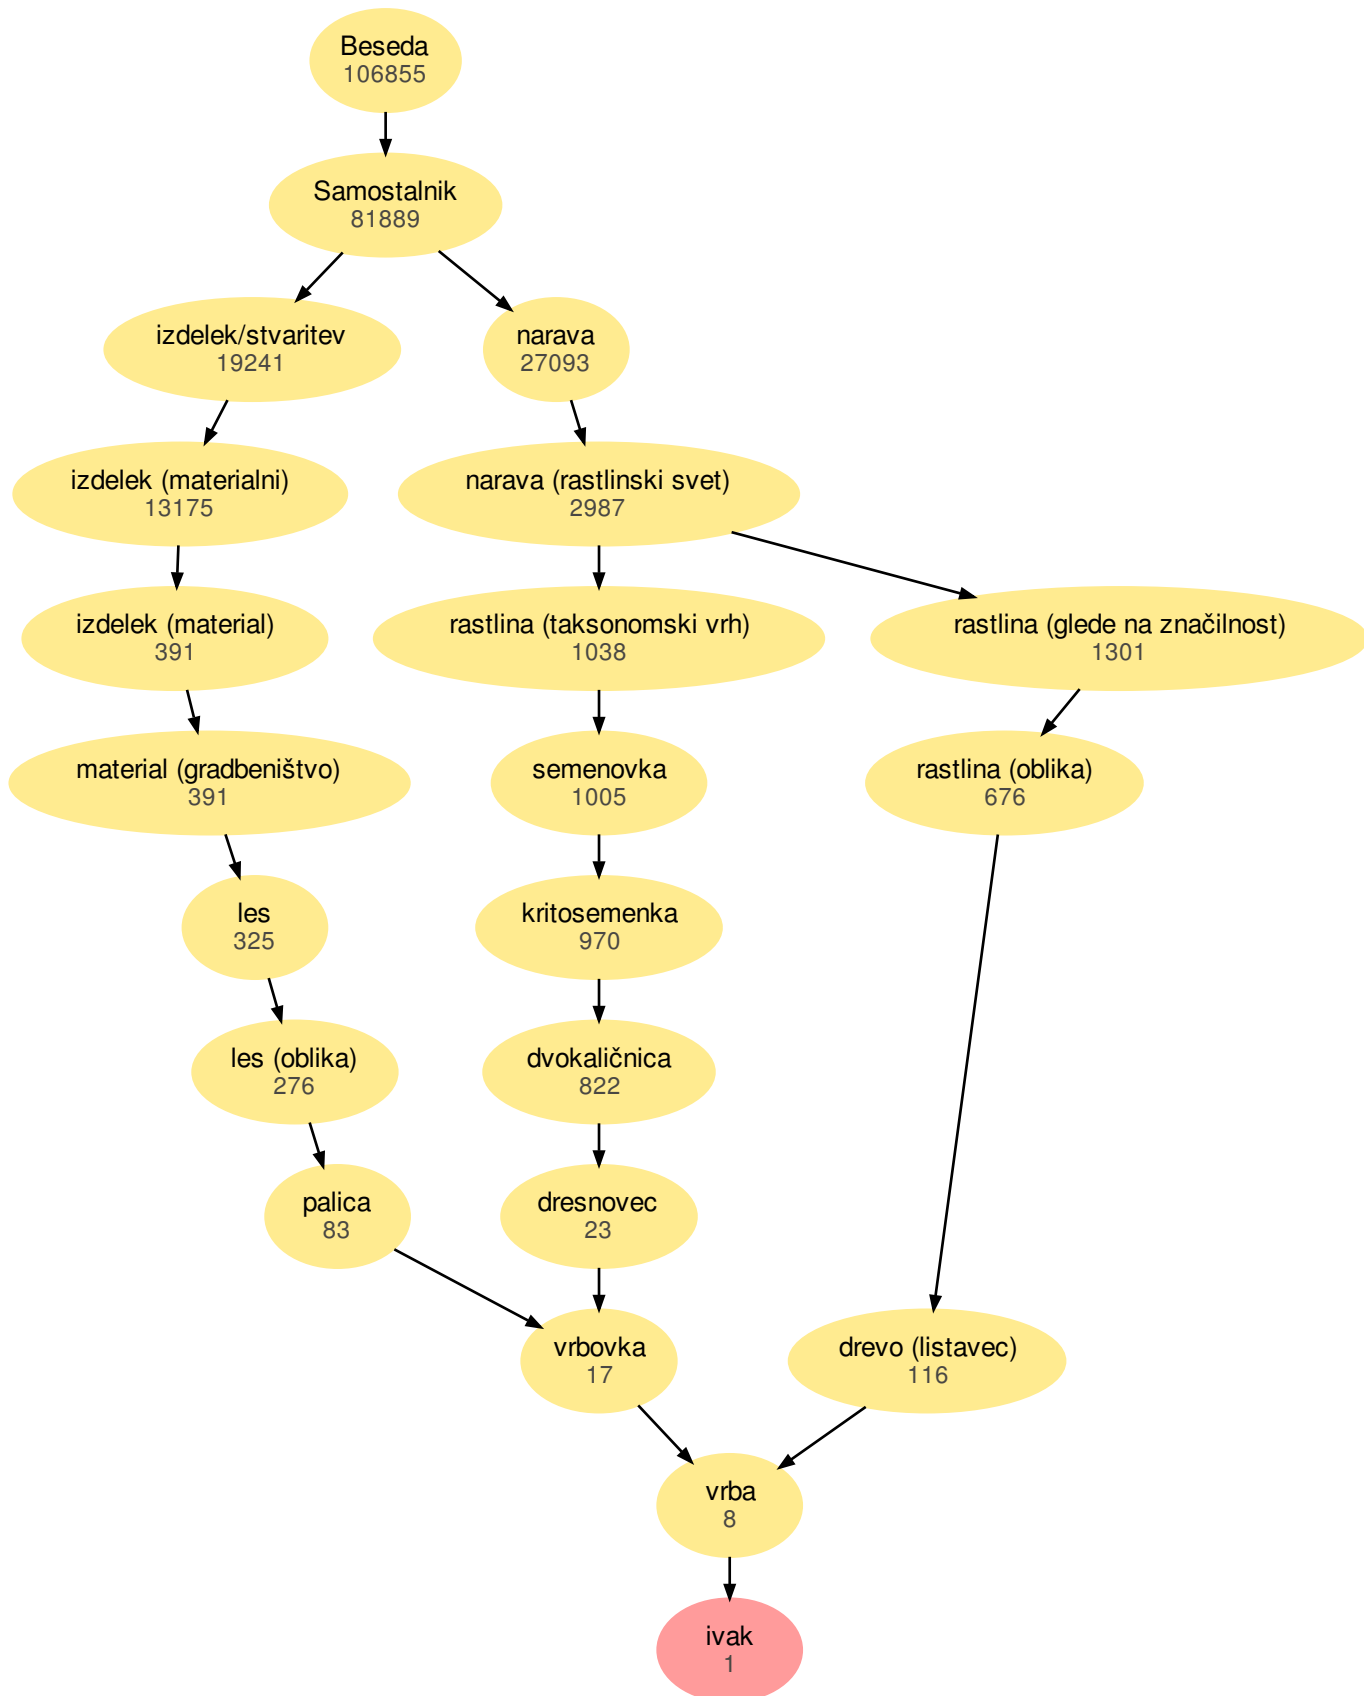 Beseda
106855
Samostalnik
81889
izdelek/stvaritev
19241
narava
27093
izdelek (materialni)
13175
narava (rastlinski svet)
2987
izdelek (material)
391
rastlina (taksonomski vrh)
1038
rastlina (glede na značilnost)
1301
material (gradbeništvo)
391
semenovka
1005
rastlina (oblika)
676
les
325
kritosemenka
970
les (oblika)
276
dvokaličnica
822
palica
83
dresnovec
23
vrbovka
17
drevo (listavec)
116
vrba
8
ivak
1